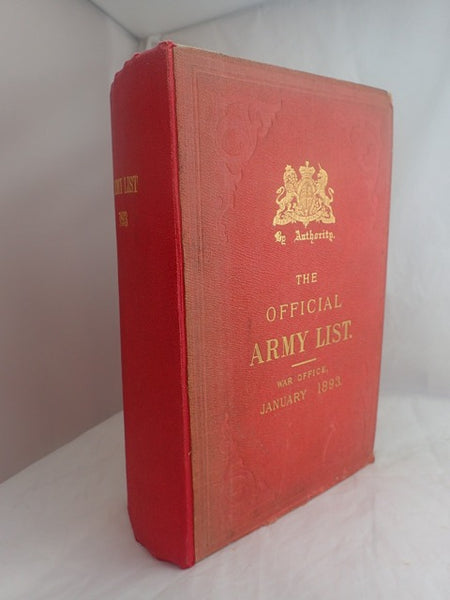 ARMY LIST
1893
By Authority.
THE
OFFICIAL
ARMY LIST.
WAR OFFICE,
JANUARY 1893.